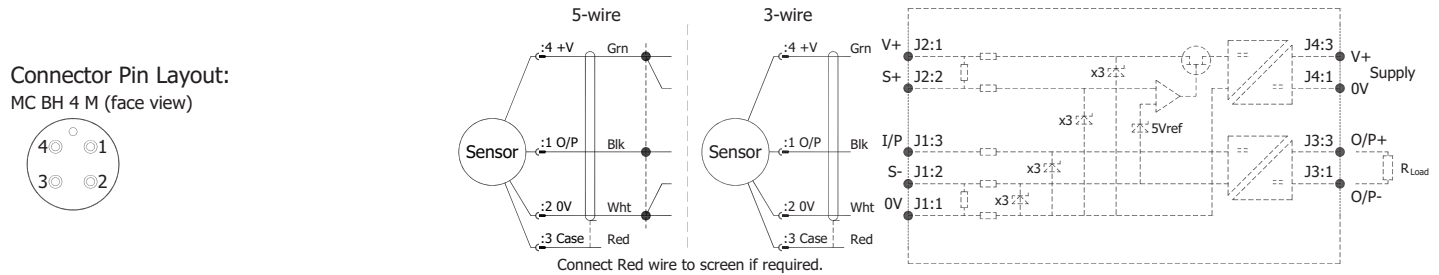 Connector Pin Layout:
MC BH 4 M (face view)
4 1
3 2
5-wire
:4 +V Grn
Sensor
:1 O/P Blk
:2 0V Wht
:3 Case Red
3-wire
:4 +V Grn
Sensor
:1 O/P Blk
:2 0V Wht
:3 Case Red
Connect Red wire to screen if required.
V+ J2:1
S+ J2:2
I/P J1:3
S- J1:2
0V J1:1
x3
x3
5Vref
x3
x3
J4:3 V+
Supply
J4:1 0V
J3:3 O/P+
RLoad
J3:1
O/P-